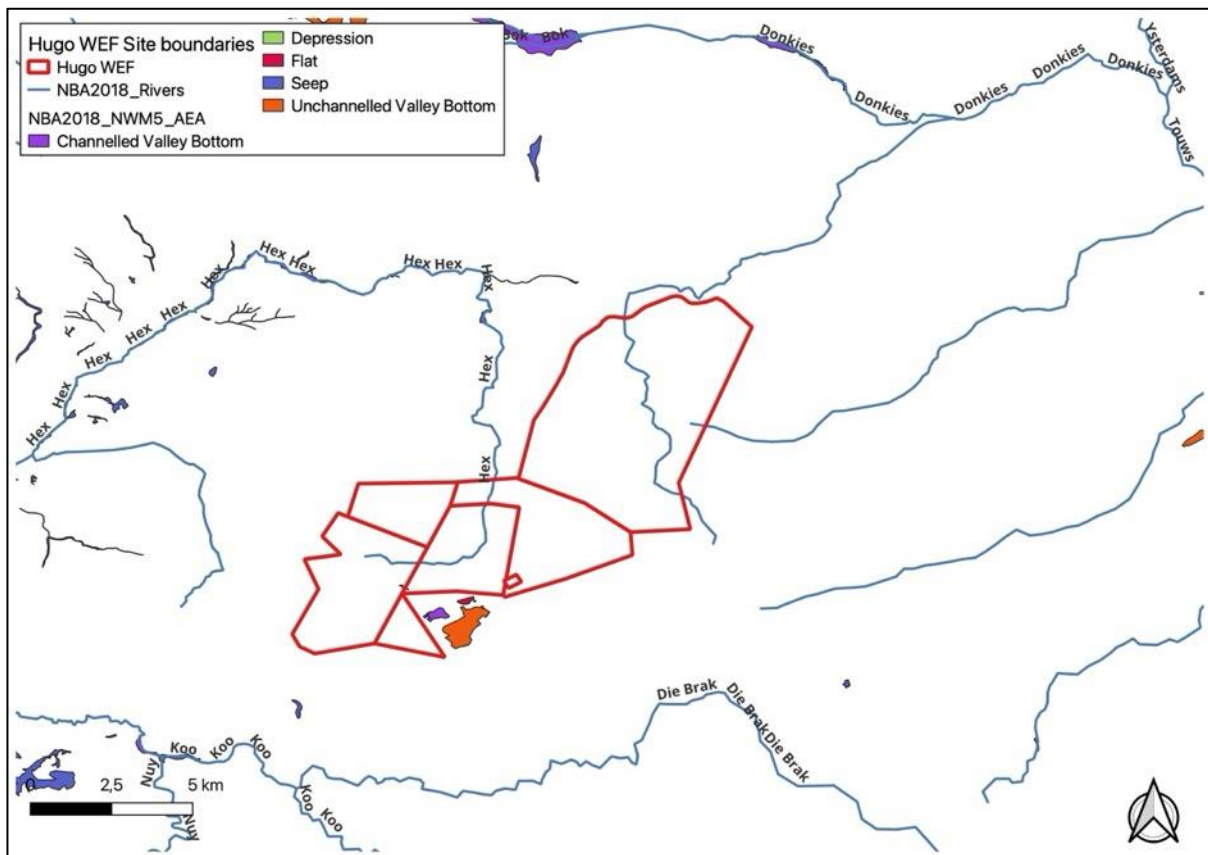 Hugo WEF Site boundaries
Hugo WEF
NBA2018_Rivers
NBA2018_NWM5_AEA
Channelled Valley Bottom
Depression
Flat
Seep
Unchannelled Valley Bottom
Bok Bok
Donkies
Donkies
Donkies
Donkies
Donkies
Ysterdams
Touws
Hex Hex
Hex Hex
Hex
Hex
Hex
Hex
Hex
Hex
Hex
Hex
Hex
Hex
Die Brak
Die Brak
Die Brak
Koo
Koo
Koo
Nuy
Nuy
Koo
Koo
0 2,5 5 km